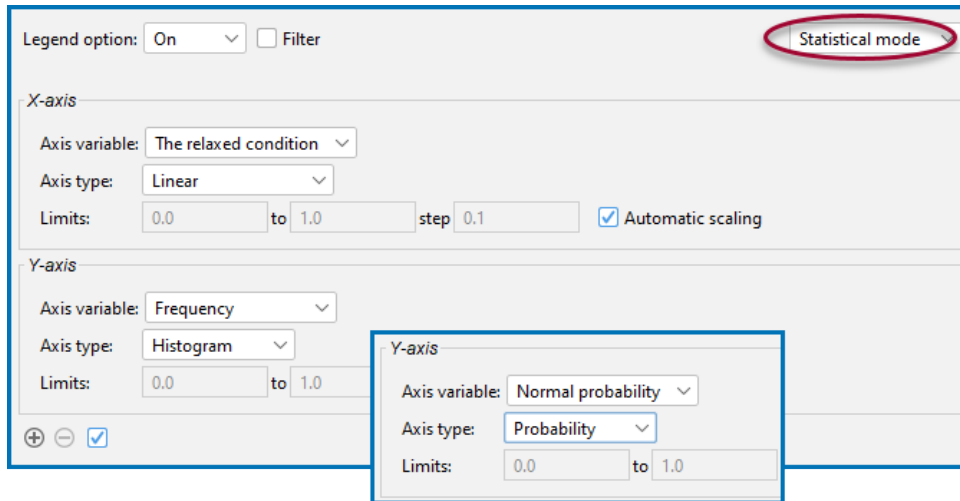 Legend option: On Filter Statistical mode
X-axis
Axis variable: The relaxed condition
Axis type: Linear
Limits: 0.0 to 1.0 step 0.1 Automatic scaling
Y-axis
Axis variable: Frequency
Axis type: Histogram
Limits: 0.0 to 1.0
Y-axis
Axis variable: Normal probability
Axis type: Probability
Limits: 0.0 to 1.0